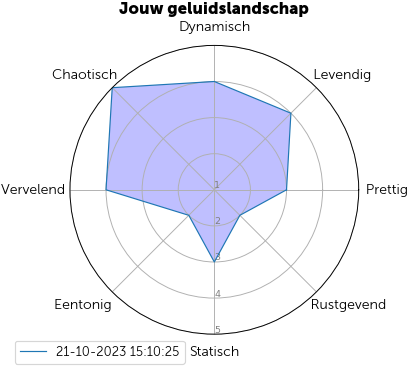 Jouw geluidslandschap
Dynamisch
Chaotisch
Levendig
Vervelend
1
Prettig
2
3
4
Eentonig
Rustgevend
5
21-10-2023 15:10:25
Statisch